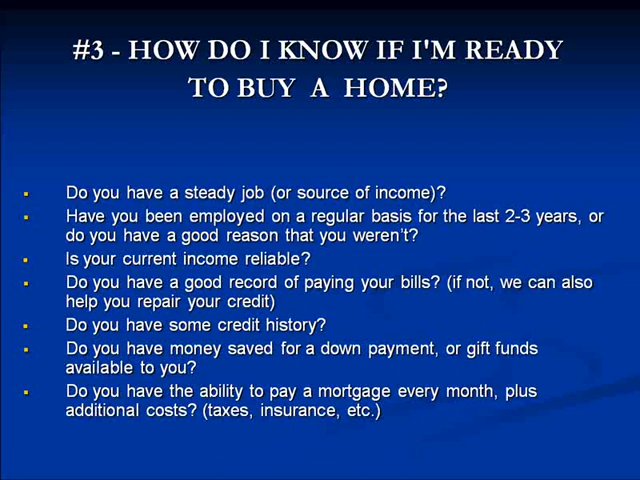 #3 - HOW DO I KNOW IF I'M READY
TO BUY A HOME?
Do you have a steady job (or source of income)?
Have you been employed on a regular basis for the last 2-3 years, or
do you have a good reason that you weren't?
Is your current income reliable?
Do you have a good record of paying your bills? (if not, we can also
help you repair your credit)
Do you have some credit history?
Do you have money saved for a down payment, or gift funds
available to you?
Do you have the ability to pay a mortgage every month, plus
additional costs? (taxes, insurance, etc.)